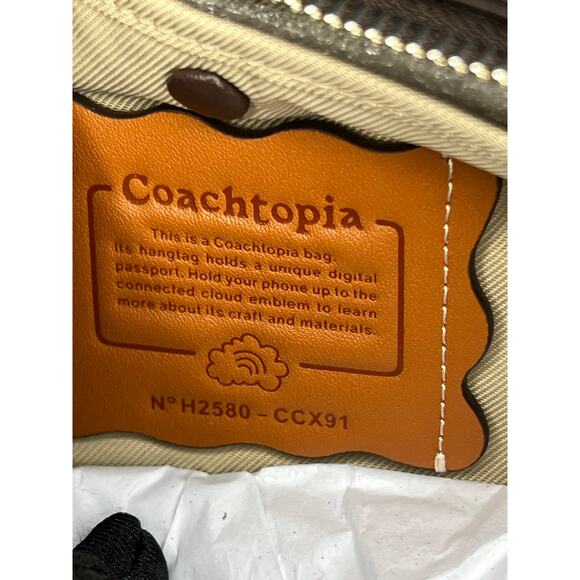 Coachtopia
This is a Coachtopia bag.
Its hangtag holds a unique digital
passport. Hold your phone up to the
connected cloud emblem to learn
more about its craft and materials.
Nº H2580 - CCX91